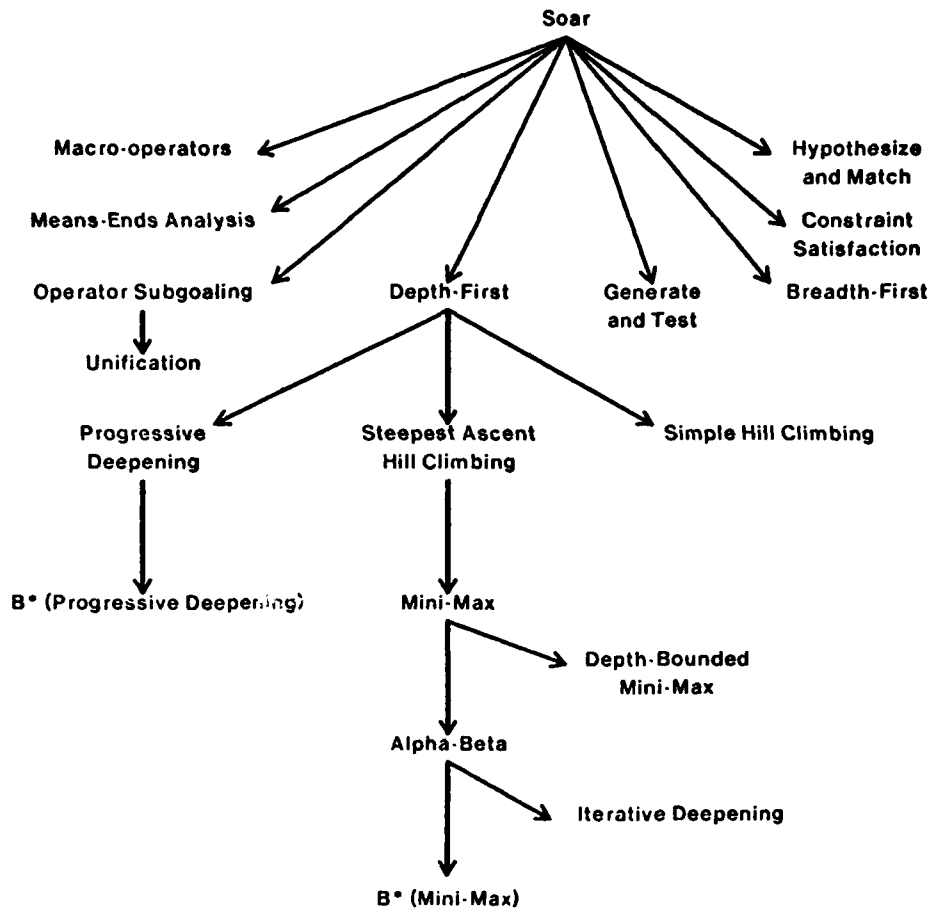 Soar
Macro-operators
Hypothesize
and Match
Means-Ends Analysis
Constraint
Satisfaction
Operator Subgoaling
Depth-First
Generate
and Test
Breadth-First
Unification
Progressive
Deepening
Steepest Ascent
Hill Climbing
Simple Hill Climbing
B* (Progressive Deepening)
Mini-Max
Depth-Bounded
Mini-Max
Alpha-Beta
Iterative Deepening
B* (Mini-Max)